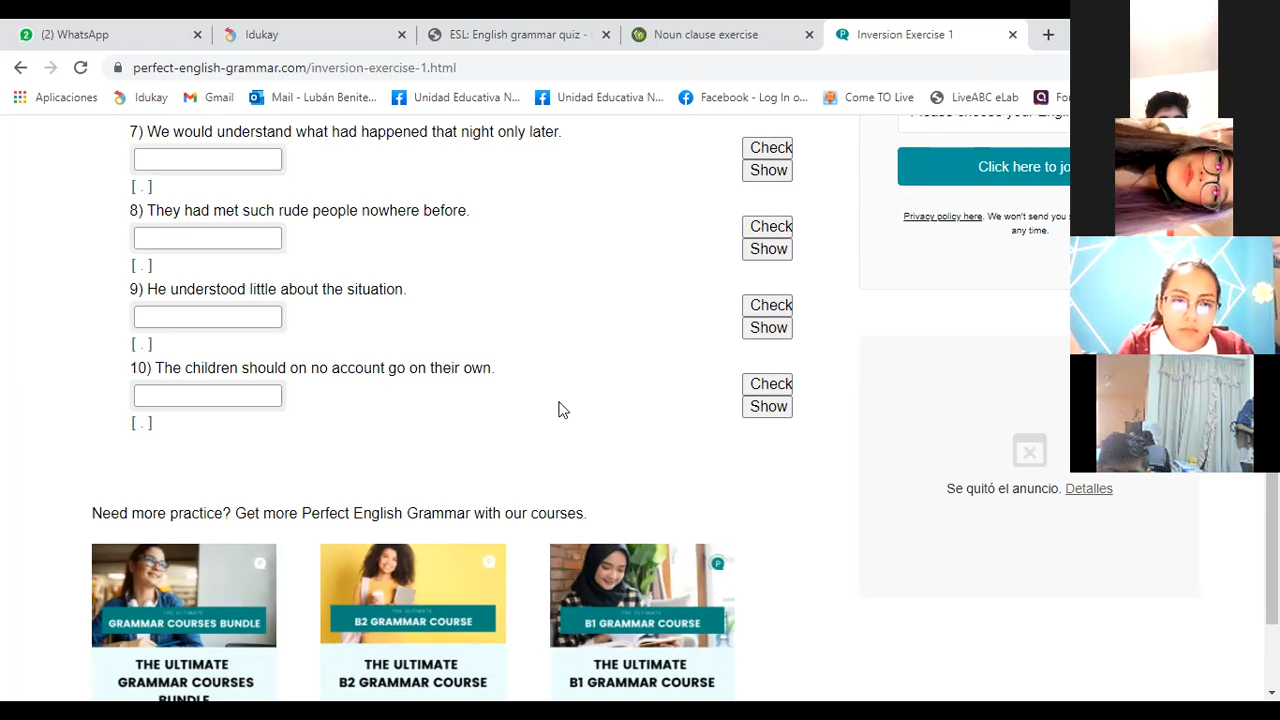 (2) WhatsApp
Idukay
ESL: English grammar quiz -
Noun clause exercise
Inversion Exercise 1
perfect-english-grammar.com/inversion-exercise-1.html
Aplicaciones
Idukay
Gmail
Mail - Lubán Benite...
Unidad Educativa N...
Unidad Educativa N...
Facebook - Log In o...
Come TO Live
LiveABC eLab
7) We would understand what had happened that night only later.
Check
Show
[ . ]
8) They had met such rude people nowhere before.
Check
Show
[ . ]
9) He understood little about the situation.
Check
Show
[ . ]
10) The children should on no account go on their own.
Check
Show
[ . ]
Click here to jo
Privacy policy here. We won't send you
any time.
Se quitó el anuncio. Detalles
Need more practice? Get more Perfect English Grammar with our courses.
THE ULTIMATE
GRAMMAR COURSES BUNDLE
THE ULTIMATE
GRAMMAR COURSES
BUNDLE
THE ULTIMATE
B2 GRAMMAR COURSE
THE ULTIMATE
B2 GRAMMAR COURSE
THE ULTIMATE
B1 GRAMMAR COURSE
THE ULTIMATE
B1 GRAMMAR COURSE